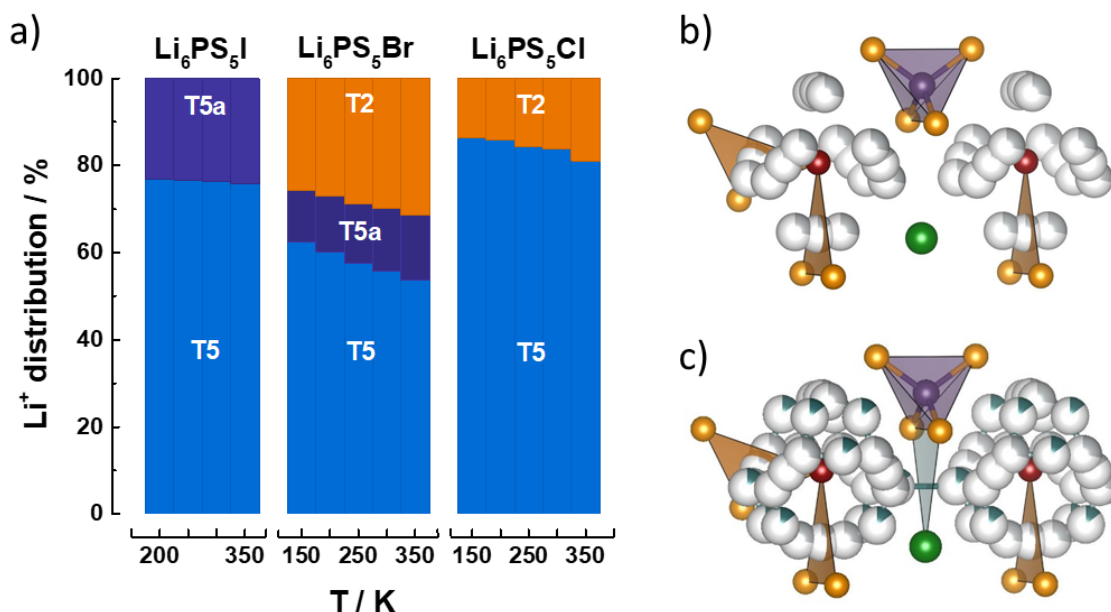 a)
Li₆PS₅I Li₆PS₅Br Li₆PS₅Cl
100
80
60
40
20
0
Li⁺ distribution / %
T5a
T5
T2
T5a
T5
T2
T5
200 350 150 250 350 150 250 350
T / K
b)
c)